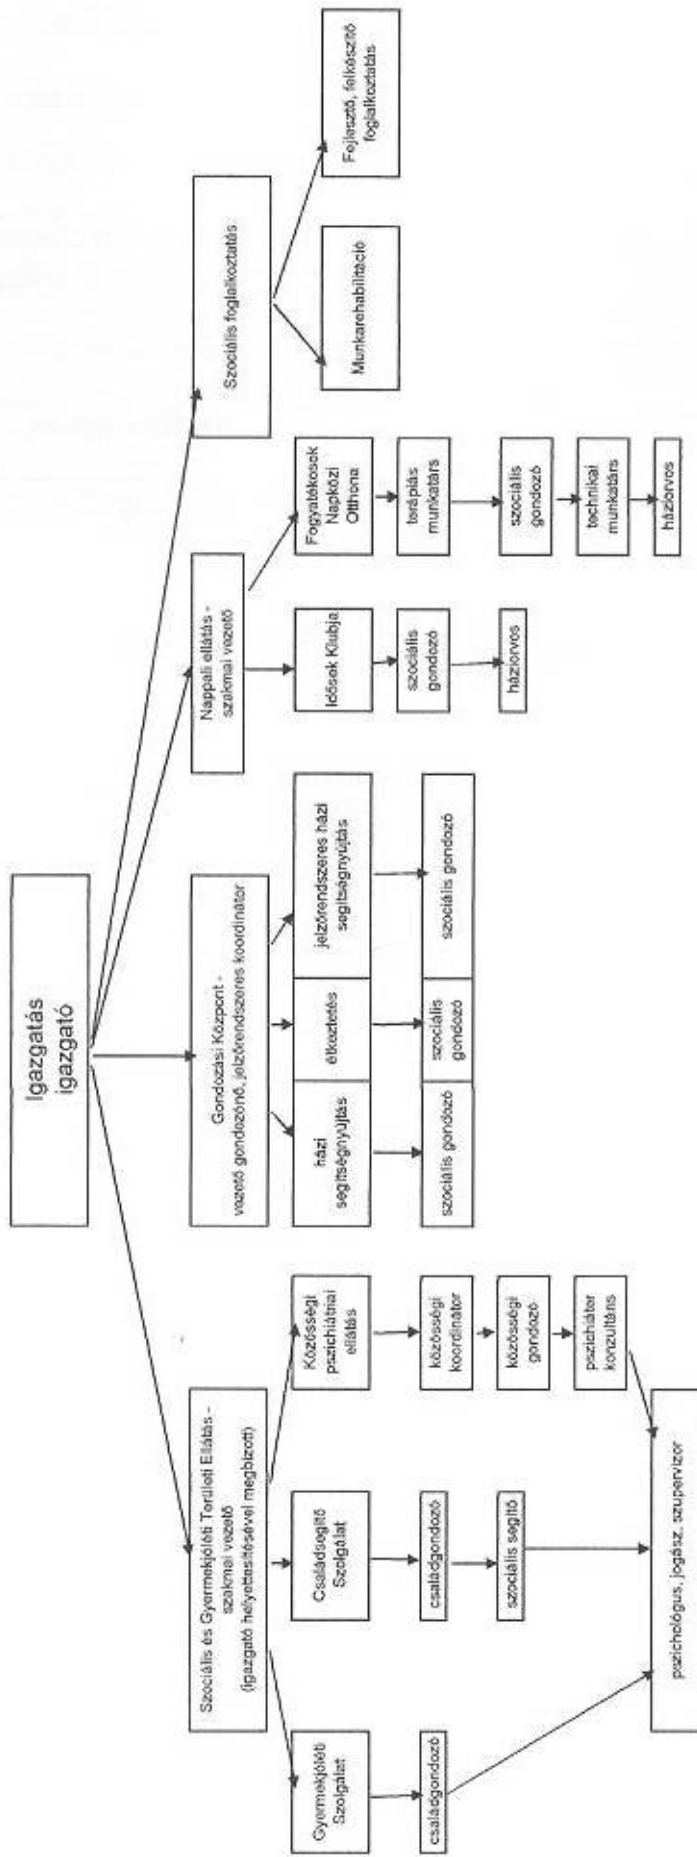 Igazgatás
igazgató
Szociális és Gyermekjóléti Területi Ellátás -
szakmai vezető
(igazgató helyettesítésével megbízott)
Gondozási Központ -
vezető gondozónő, jelzőrendszeres koordinátor
Nappali ellátás -
szakmai vezető
Szociális foglalkoztatás
Gyermekjóléti
Szolgálat
Családsegítő
Szolgálat
Közösségi
pszichiátriai
ellátás
házi
segítségnyújtás
étkeztetés
jelzőrendszeres házi
segítségnyújtás
Idősek Klubja
Fogyatékosok
Napközi
Otthona
Munkarehabilitáció
Fejlesztő, felkészítő
foglalkoztatás
családgondozó
családgondozó
közösségi
koordinátor
szociális gondozó
szociális
gondozó
szociális gondozó
szociális
gondozó
terápiás
munkatárs
szociális segítő
közösségi
gondozó
háziorvos
szociális
gondozó
pszichiáter
konzultáns
technikai
munkatárs
pszichológus, jogász, szupervizor
háziorvos